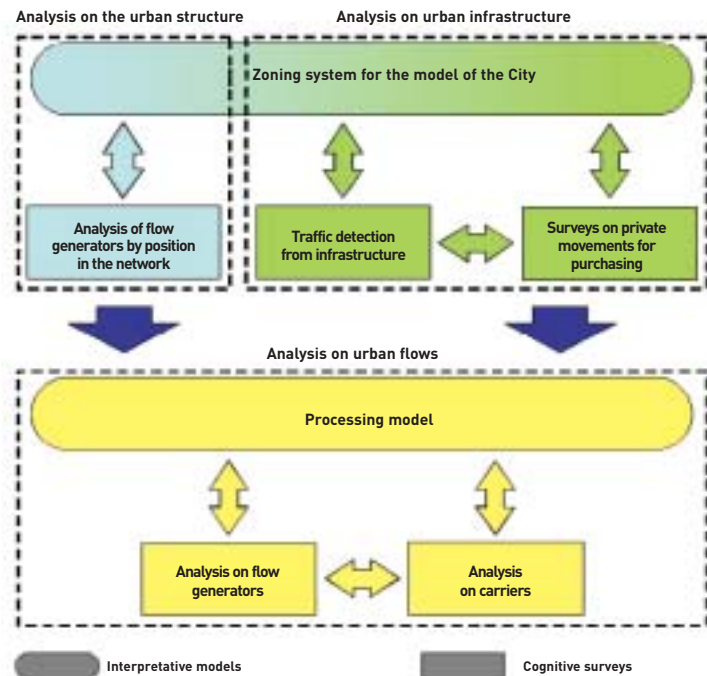 Analysis on the urban structure
Analysis on urban infrastructure
Zoning system for the model of the City
Analysis of flow
generators by position
in the network
Traffic detection
from infrastructure
Surveys on private
movements for
purchasing
Analysis on urban flows
Processing model
Analysis on flow
generators
Analysis
on carriers
Interpretative models
Cognitive surveys